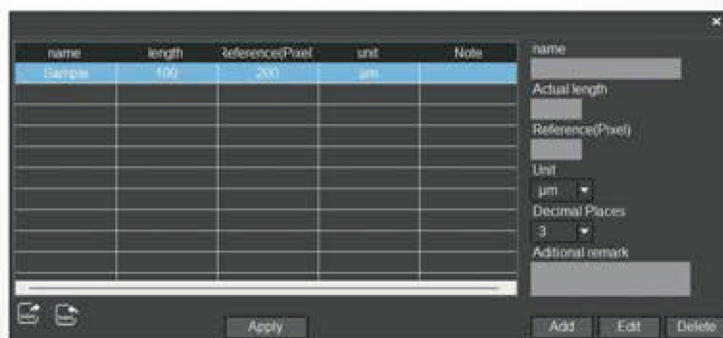 ×
name length Reference(Pixel unit Note
Sample 100 200 µm
name
Actual length
Reference(Pixel)
Unit
µm
Decimal Places
3
Aditional remark
Apply
Add Edit Delete